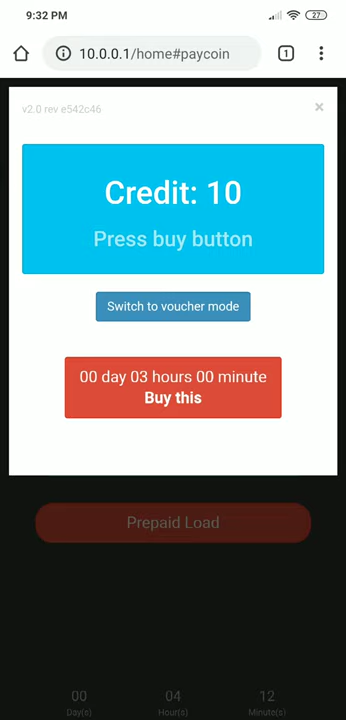 9:32 PM
27
10.0.0.1/home#paycoin
1
v2.0 rev e542c46
×
Credit: 10
Press buy button
Switch to voucher mode
00 day 03 hours 00 minute
Buy this
Prepaid Load
00 04 12
Day(s) Hour(s) Minute(s)